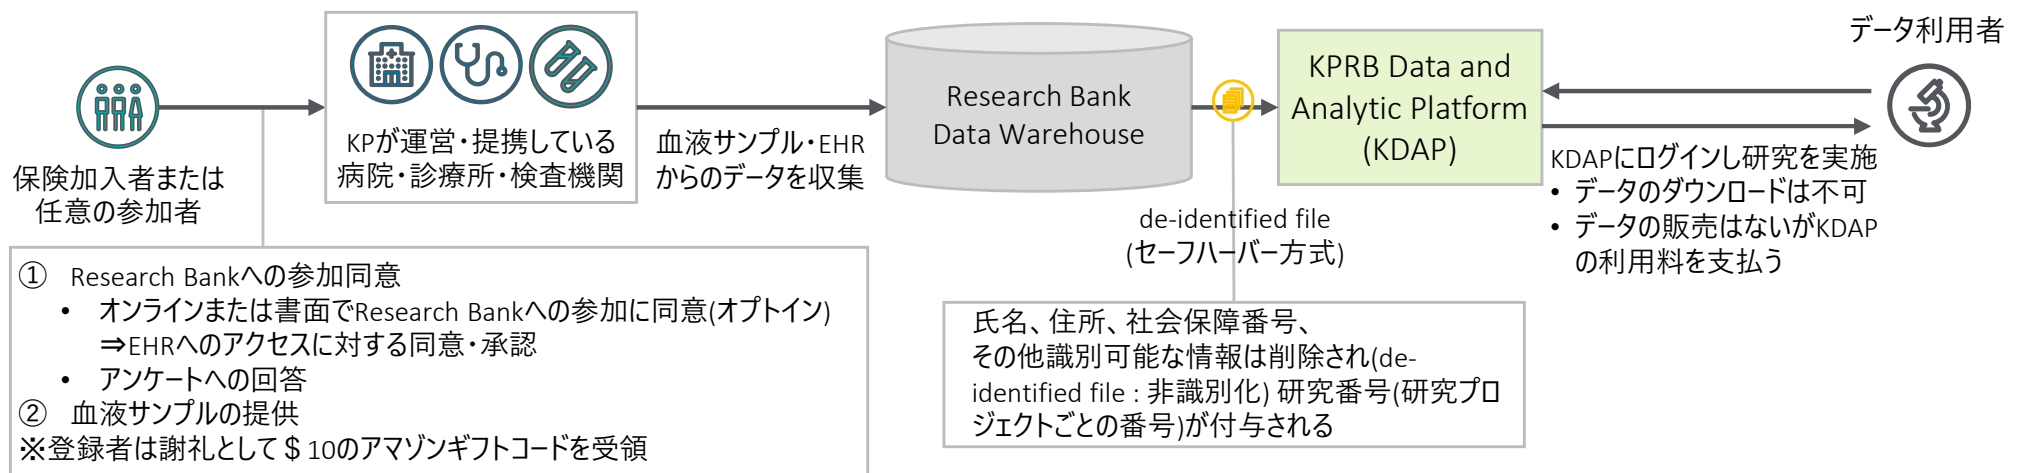 保険加入者または
任意の参加者
KPが運営・提携している
病院・診療所・検査機関
血液サンプル・EHR
からのデータを収集
Research Bank
Data Warehouse
de-identified file
(セーフハーバー方式)
KPRB Data and
Analytic Platform
(KDAP)
データ利用者
KDAPにログインし研究を実施
• データのダウンロードは不可
• データの販売はないがKDAP
の利用料を支払う
① Research Bankへの参加同意
• オンラインまたは書面でResearch Bankへの参加に同意(オプトイン)
⇒EHRへのアクセスに対する同意・承認
• アンケートへの回答
② 血液サンプルの提供
※登録者は謝礼として＄10のアマゾンギフトコードを受領
氏名、住所、社会保障番号、
その他識別可能な情報は削除され(de-
identified file : 非識別化) 研究番号(研究プロ
ジェクトごとの番号)が付与される